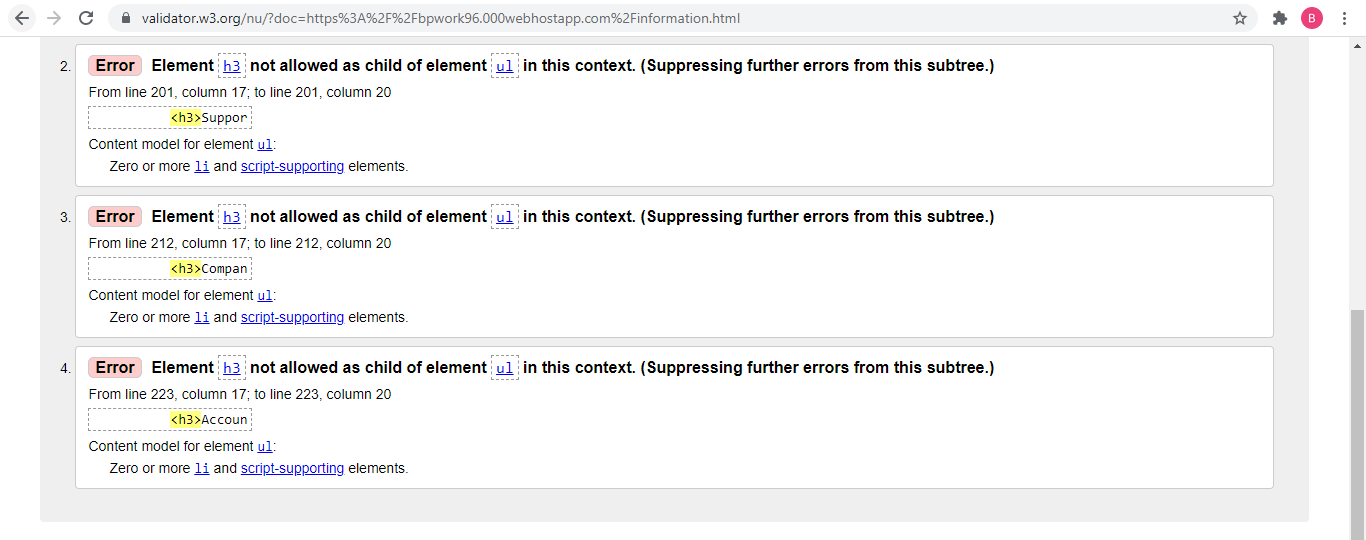 validator.w3.org/nu/?doc=https%3A%2F%2Fbpwork96.000webhostapp.com%2Finformation.html
B
2. Error Element h3 not allowed as child of element ul in this context. (Suppressing further errors from this subtree.)
From line 201, column 17; to line 201, column 20
<h3>Suppor
Content model for element ul:
Zero or more li and script-supporting elements.
3. Error Element h3 not allowed as child of element ul in this context. (Suppressing further errors from this subtree.)
From line 212, column 17; to line 212, column 20
<h3>Compan
Content model for element ul:
Zero or more li and script-supporting elements.
4. Error Element h3 not allowed as child of element ul in this context. (Suppressing further errors from this subtree.)
From line 223, column 17; to line 223, column 20
<h3>Accoun
Content model for element ul:
Zero or more li and script-supporting elements.